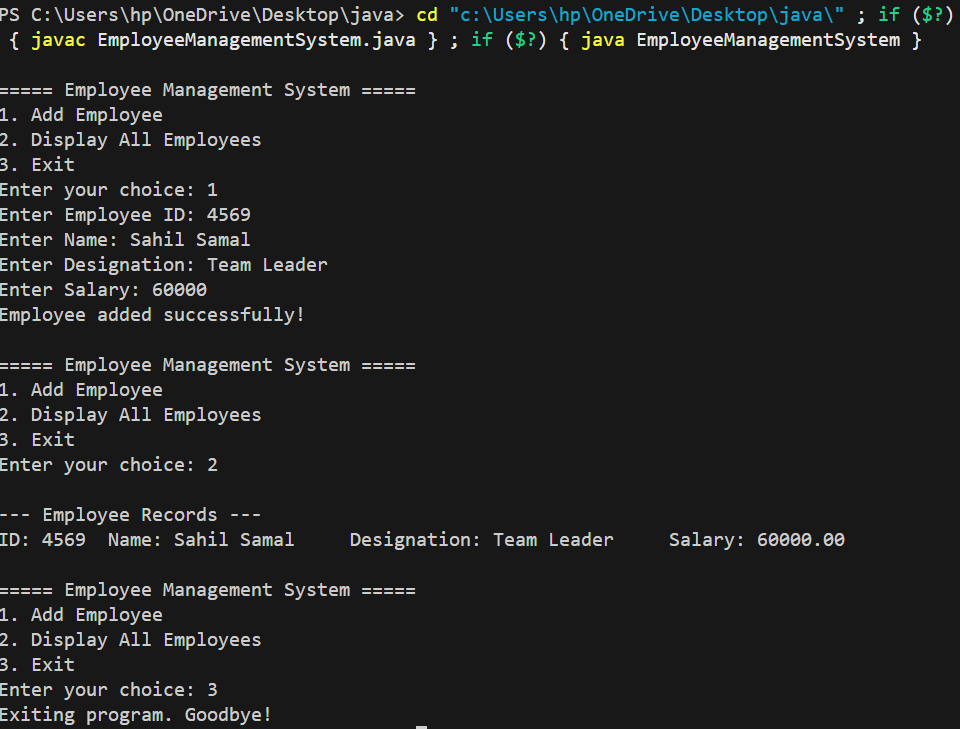 PS C:\Users\hp\OneDrive\Desktop\java> cd "c:\Users\hp\OneDrive\Desktop\java\" ; if ($?)
{ javac EmployeeManagementSystem.java } ; if ($?) { java EmployeeManagementSystem }
===== Employee Management System =====
1. Add Employee
2. Display All Employees
3. Exit
Enter your choice: 1
Enter Employee ID: 4569
Enter Name: Sahil Samal
Enter Designation: Team Leader
Enter Salary: 60000
Employee added successfully!
===== Employee Management System =====
1. Add Employee
2. Display All Employees
3. Exit
Enter your choice: 2
--- Employee Records ---
ID: 4569  Name: Sahil Samal     Designation: Team Leader     Salary: 60000.00
===== Employee Management System =====
1. Add Employee
2. Display All Employees
3. Exit
Enter your choice: 3
Exiting program. Goodbye!